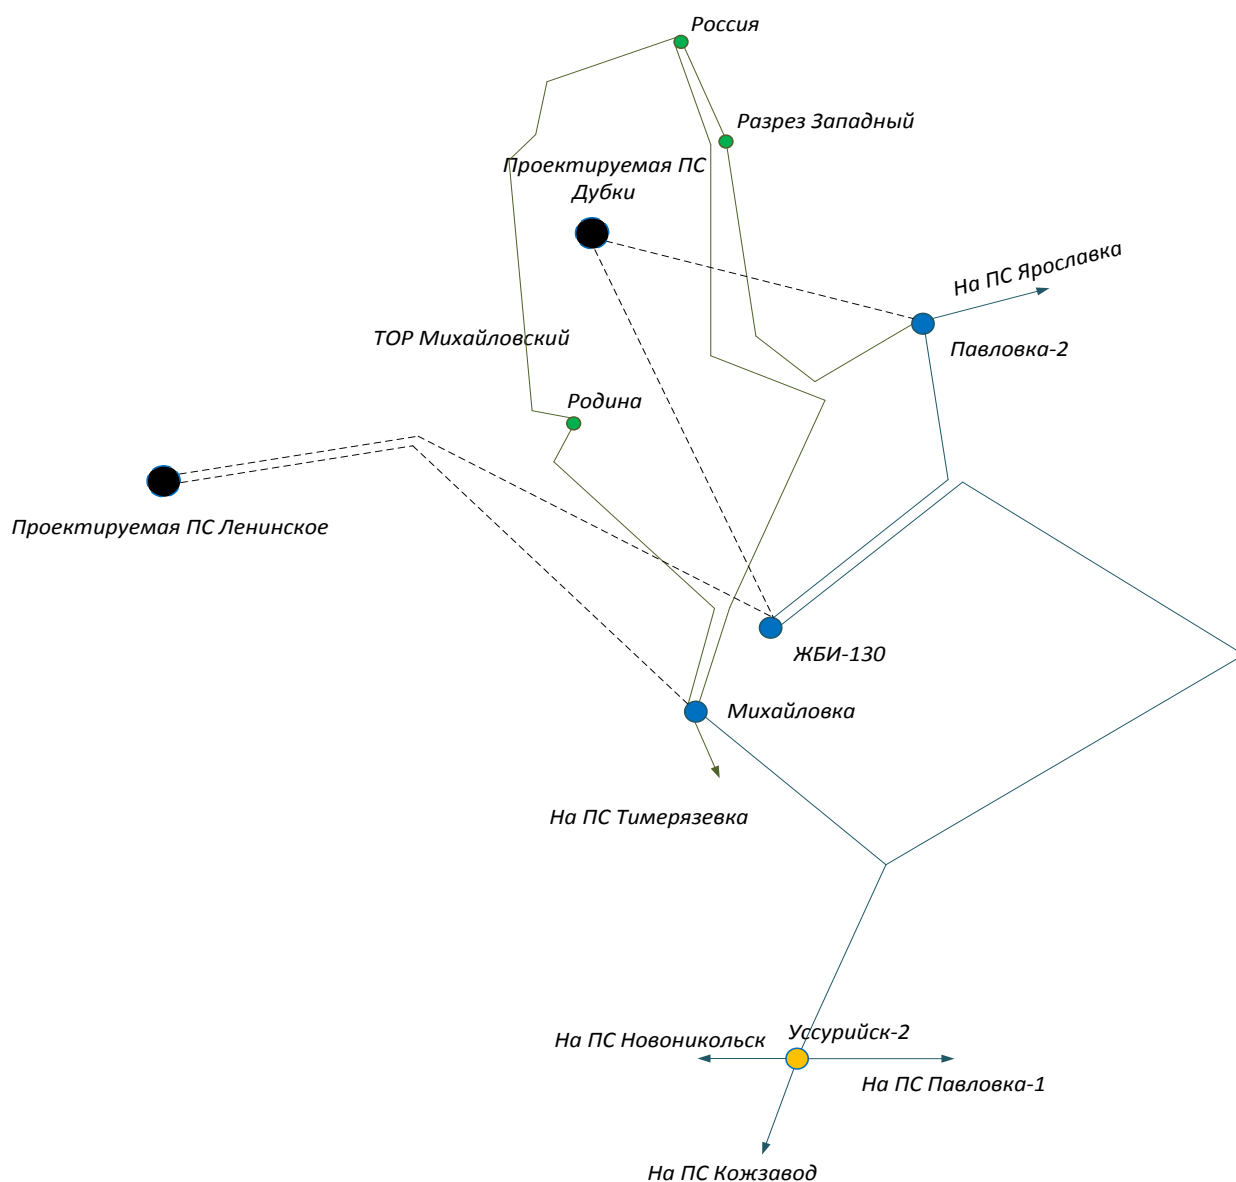 Россия
Разрез Западный
Проектируемая ПС
Дубки
На ПС Ярославка
ТОР Михайловский
Павловка-2
Родина
Проектируемая ПС Ленинское
ЖБИ-130
Михайловка
На ПС Тимерязевка
Уссурийск-2
На ПС Новоникольск
На ПС Павловка-1
На ПС Кожзавод